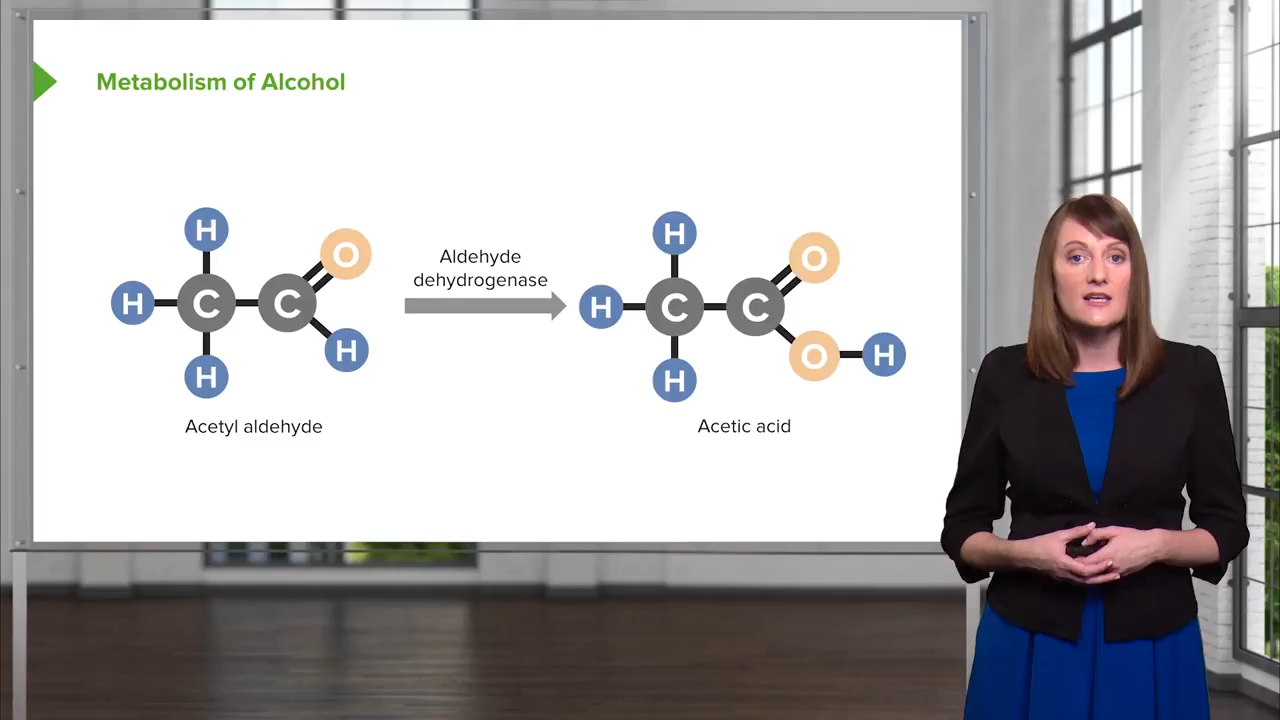 Metabolism of Alcohol
H
O
Aldehyde
dehydrogenase
H C C
H
H
Acetyl aldehyde
H
O
H C C
O H
H
Acetic acid